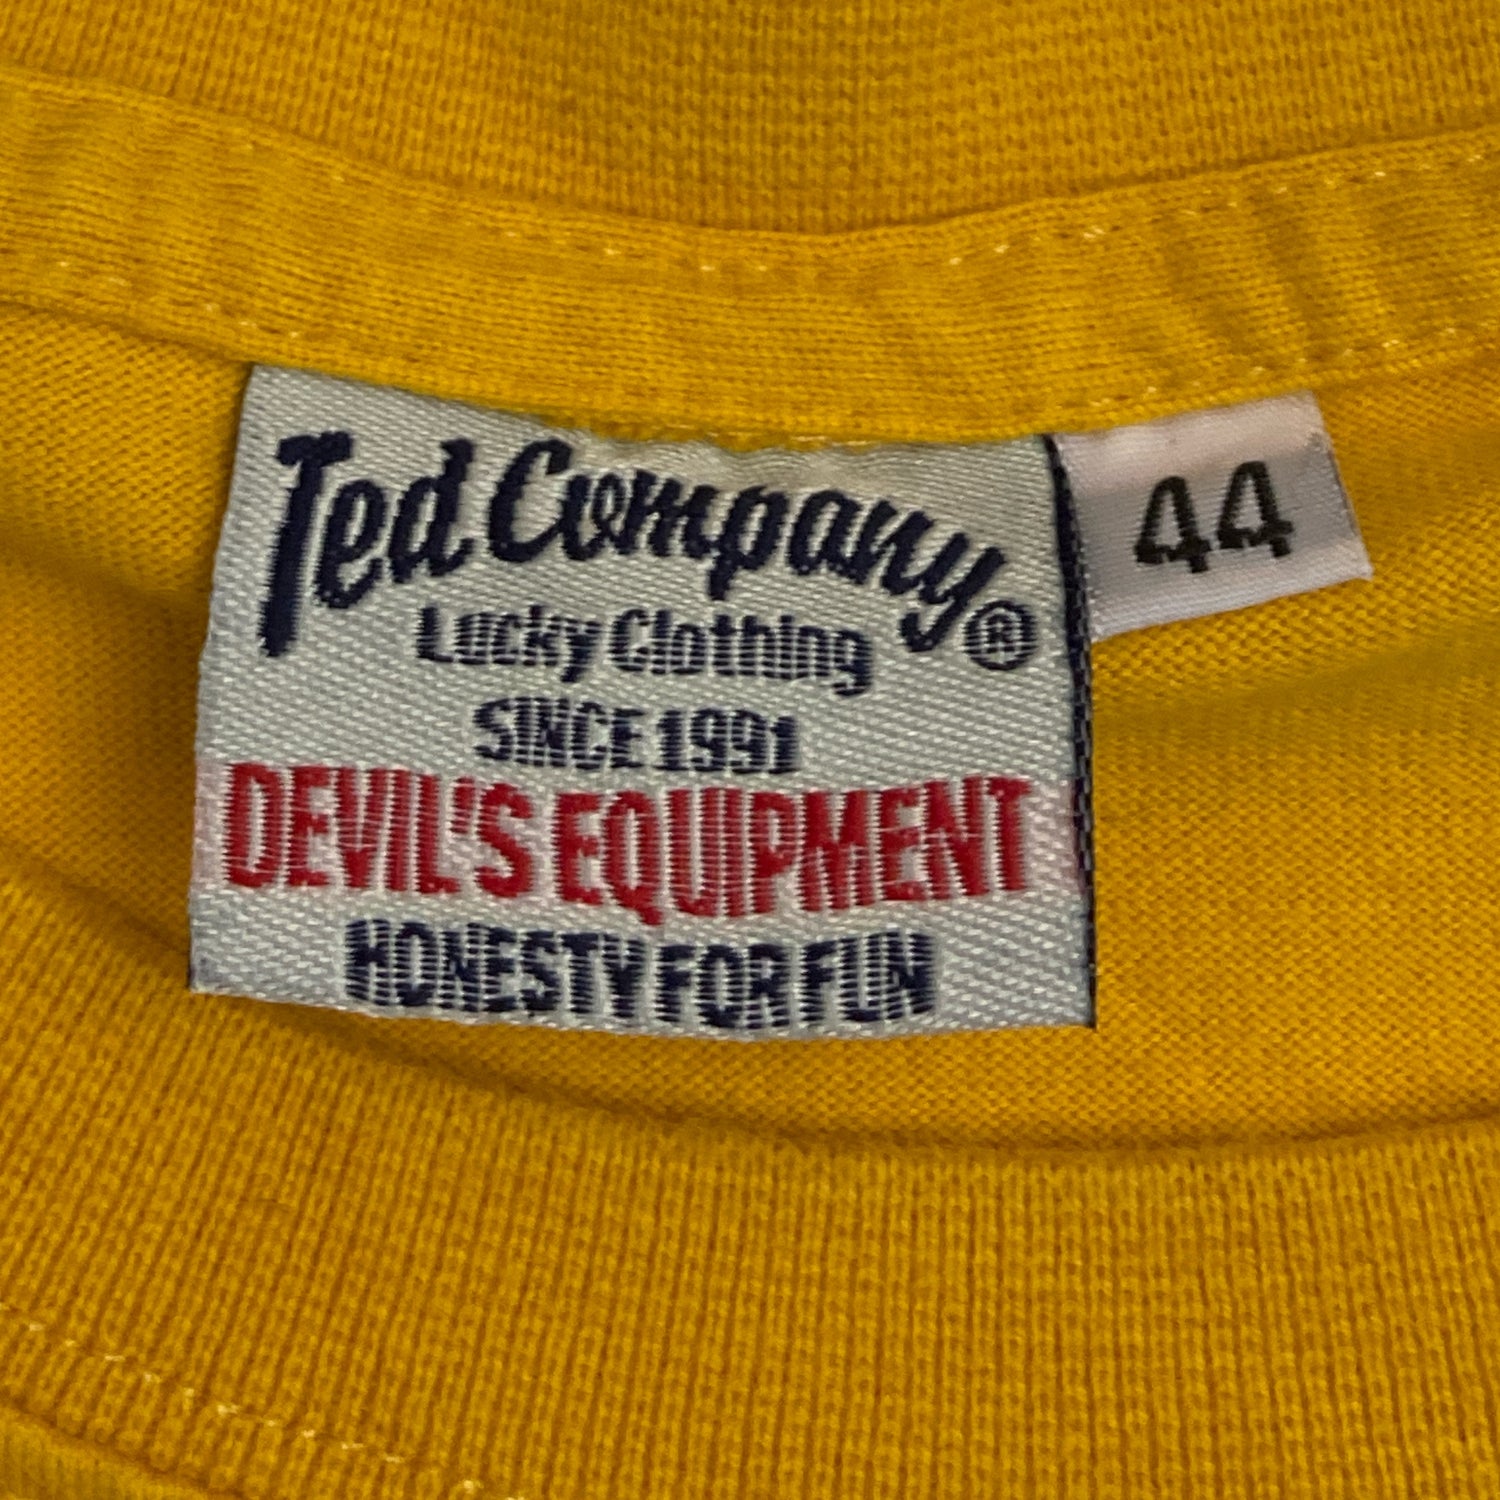 Ted Company®
Lucky Clothing
SINCE 1991
DEVIL'S EQUIPMENT
HONESTY FOR FUN
44